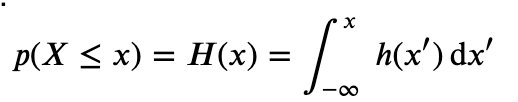 .
p(X ≤ x) = H(x) = ∫_{-∞}^{x} h(x′) dx′